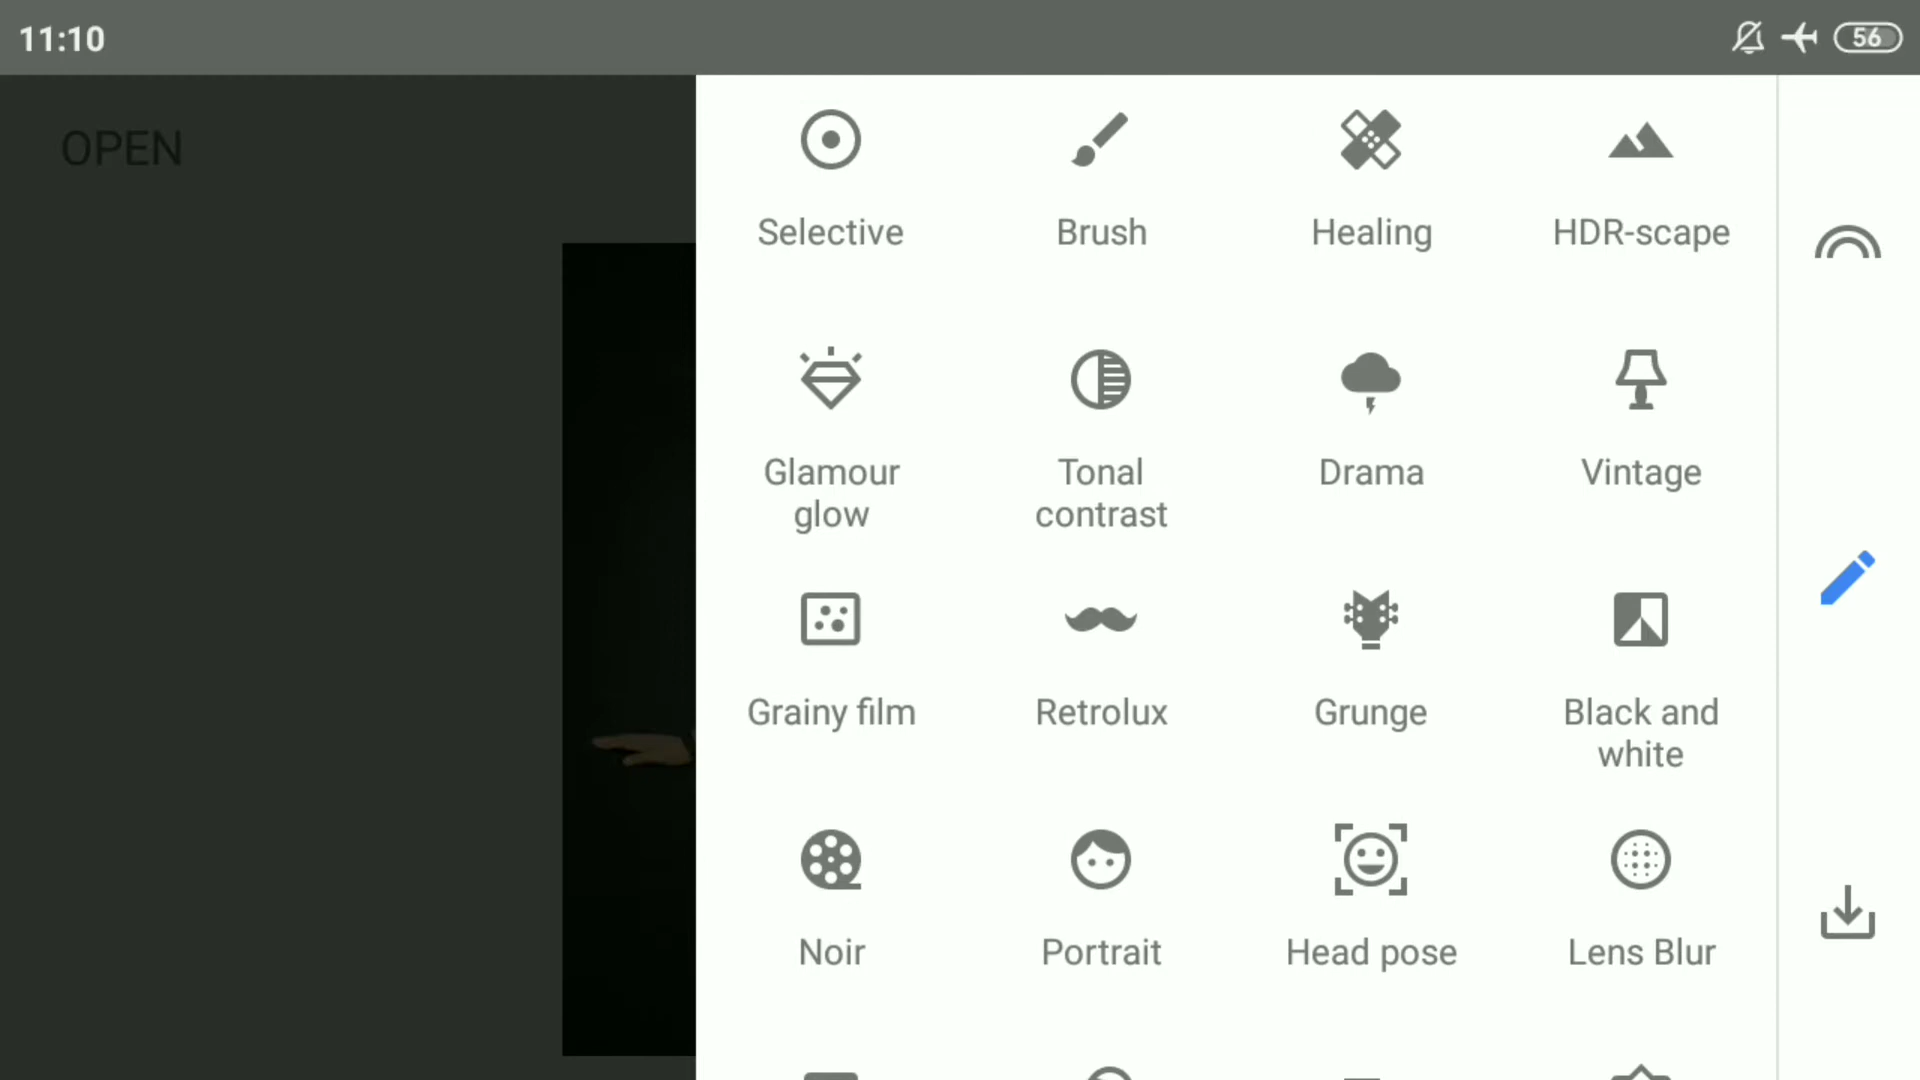 11:10
56
OPEN
Selective
Brush
Healing
HDR-scape
Glamour
glow
Tonal
contrast
Drama
Vintage
Grainy film
Retrolux
Grunge
Black and
white
Noir
Portrait
Head pose
Lens Blur